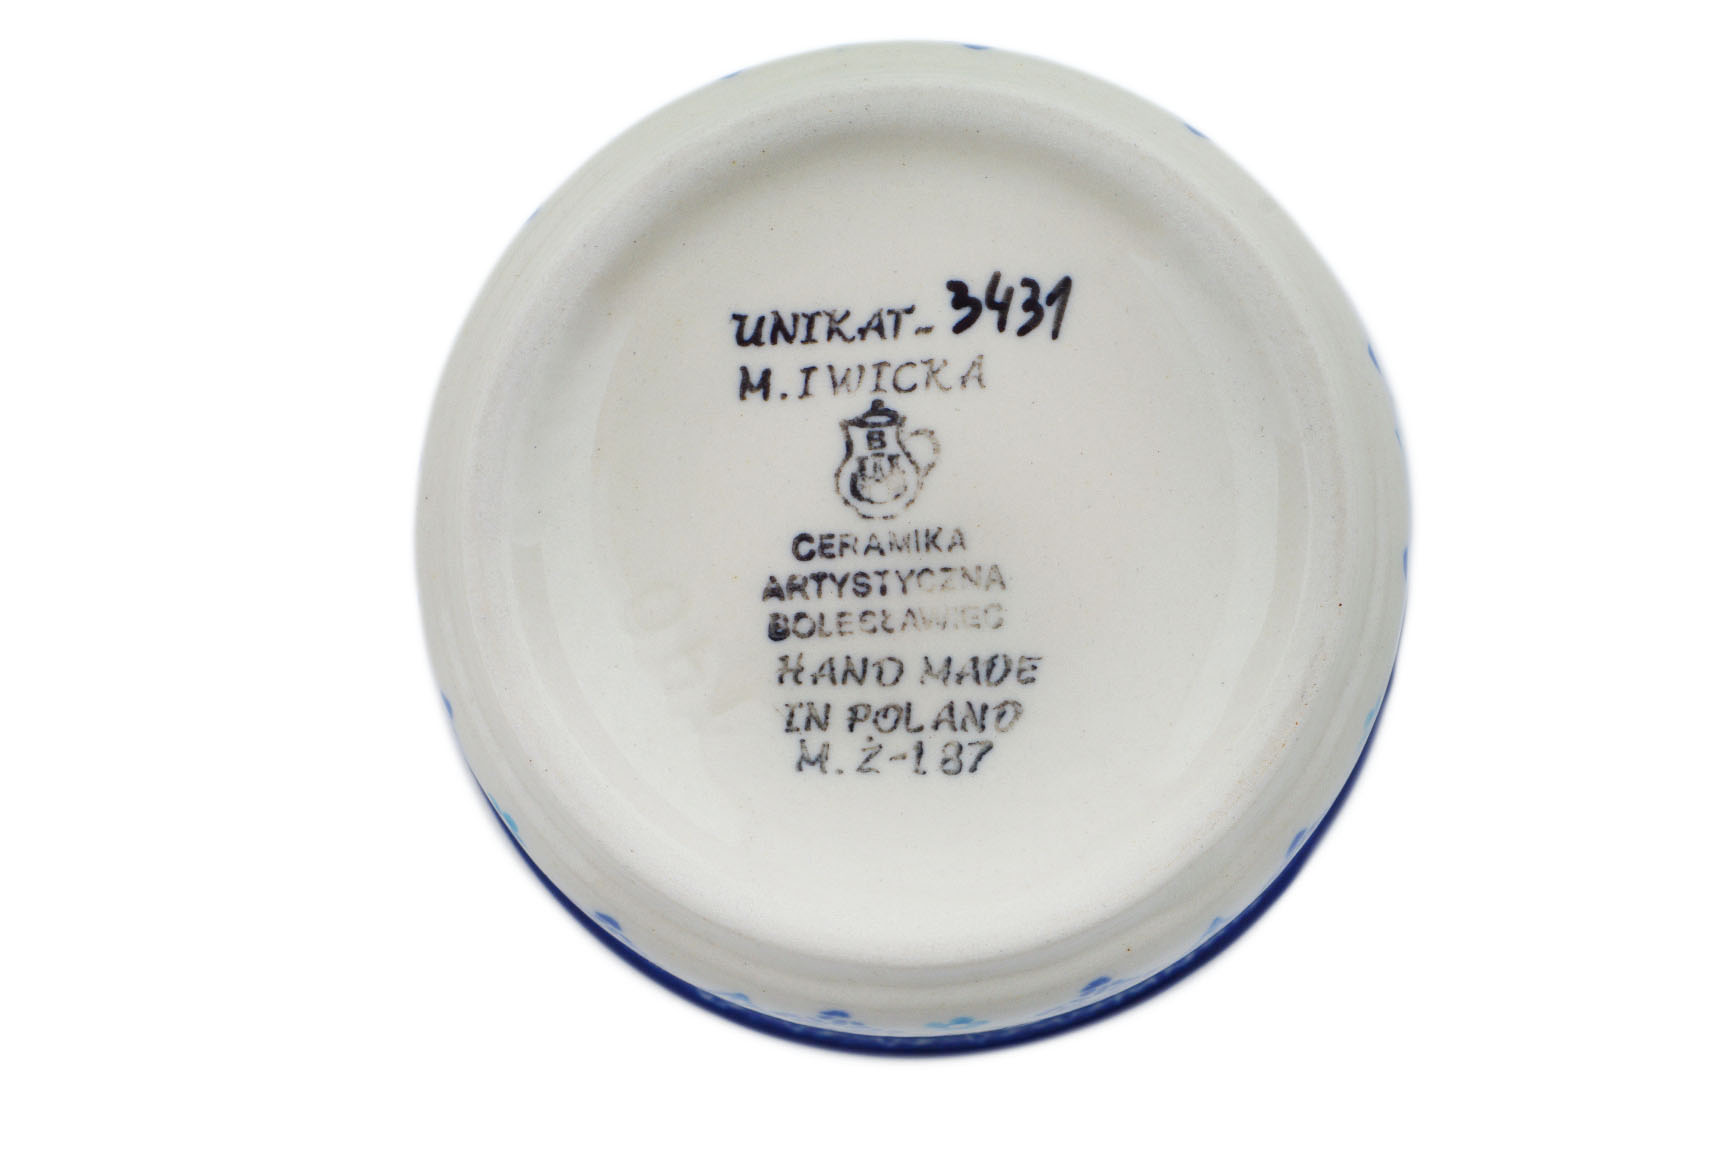 UNIKAT-3431
M. IWICKA
B
CERAMIKA
ARTYSTYCZNA
BOLESŁAWIEC
HAND MADE
IN POLAND
M. Ż-187